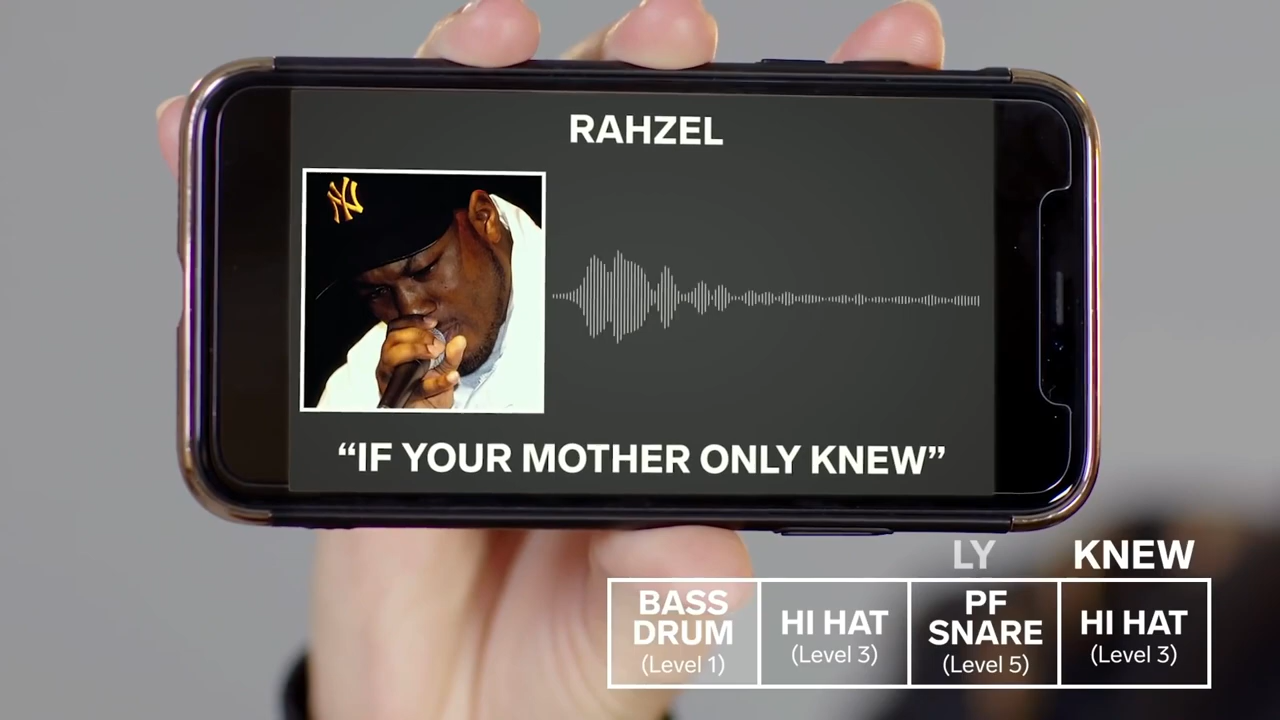 RAHZEL
NY
“IF YOUR MOTHER ONLY KNEW”
LY KNEW
BASS DRUM (Level 1)
HI HAT (Level 3)
PF SNARE (Level 5)
HI HAT (Level 3)